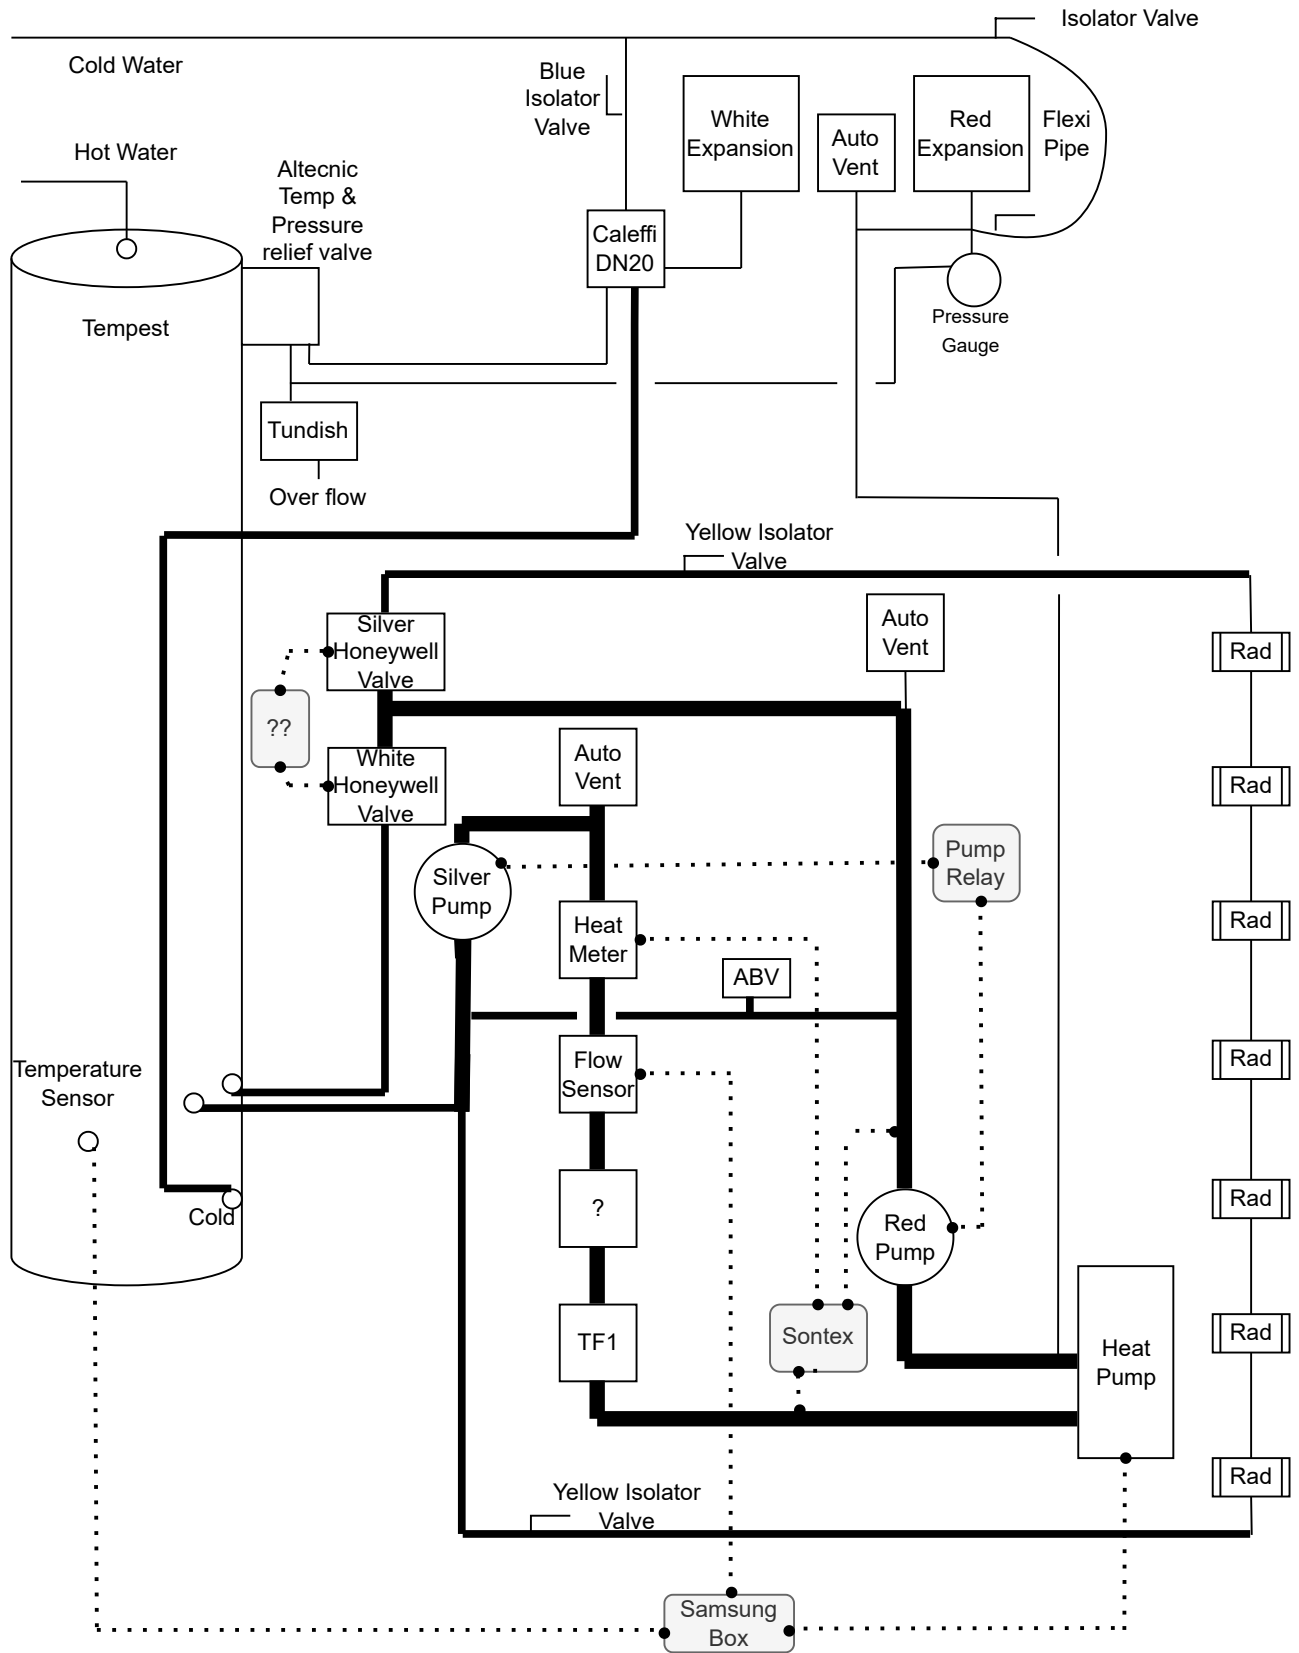 Isolator Valve
Cold Water
Blue
Isolator
Valve
White
Expansion
Auto
Vent
Red
Expansion
Flexi
Pipe
Hot Water
Altecnic
Temp &
Pressure
relief valve
Caleffi
DN20
Tempest
Pressure
Gauge
Tundish
Over flow
Yellow Isolator
Valve
Silver
Honeywell
Valve
Auto
Vent
Rad
??
White
Honeywell
Valve
Auto
Vent
Rad
Silver
Pump
Pump
Relay
Heat
Meter
Rad
ABV
Temperature
Sensor
Flow
Sensor
Rad
Cold
?
Red
Pump
Rad
TF1
Sontex
Heat
Pump
Rad
Rad
Yellow Isolator
Valve
Samsung
Box